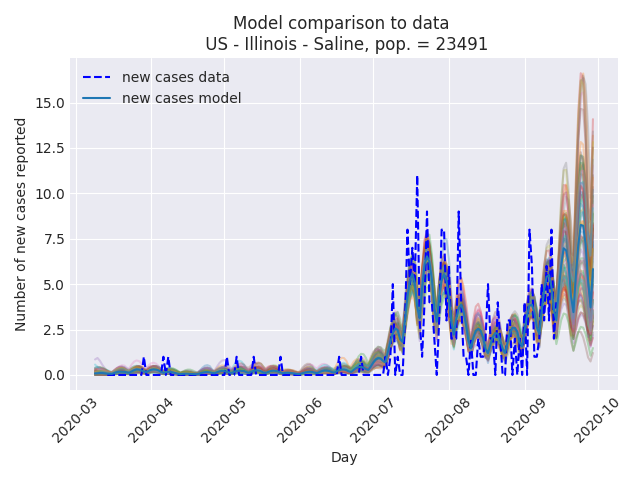 Model comparison to data
US - Illinois - Saline, pop. = 23491
new cases data
new cases model
Number of new cases reported
15.0
12.5
10.0
7.5
5.0
2.5
0.0
2020-03
2020-04
2020-05
2020-06
2020-07
2020-08
2020-09
2020-10
Day